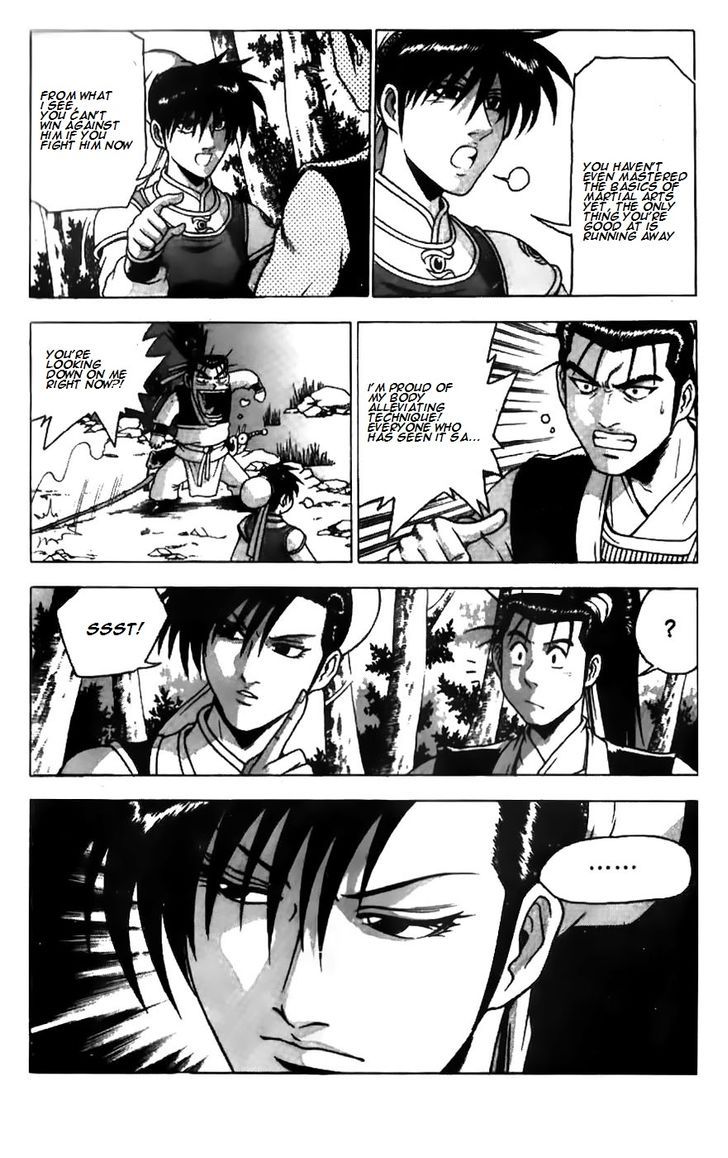 FROM WHAT
I SEE,
YOU CAN'T
WIN AGAINST
HIM IF YOU
FIGHT HIM NOW
YOU HAVEN'T
EVEN MASTERED
THE BASICS OF
MARTIAL ARTS
YET, THE ONLY
THING YOU'RE
GOOD AT IS
RUNNING AWAY
YOU'RE
LOOKING
DOWN ON ME
RIGHT NOW?!
I'M PROUD OF
MY BODY
ALLEVIATING
TECHNIQUE!
EVERYONE WHO
HAS SEEN IT SA...
SSST!
?
......